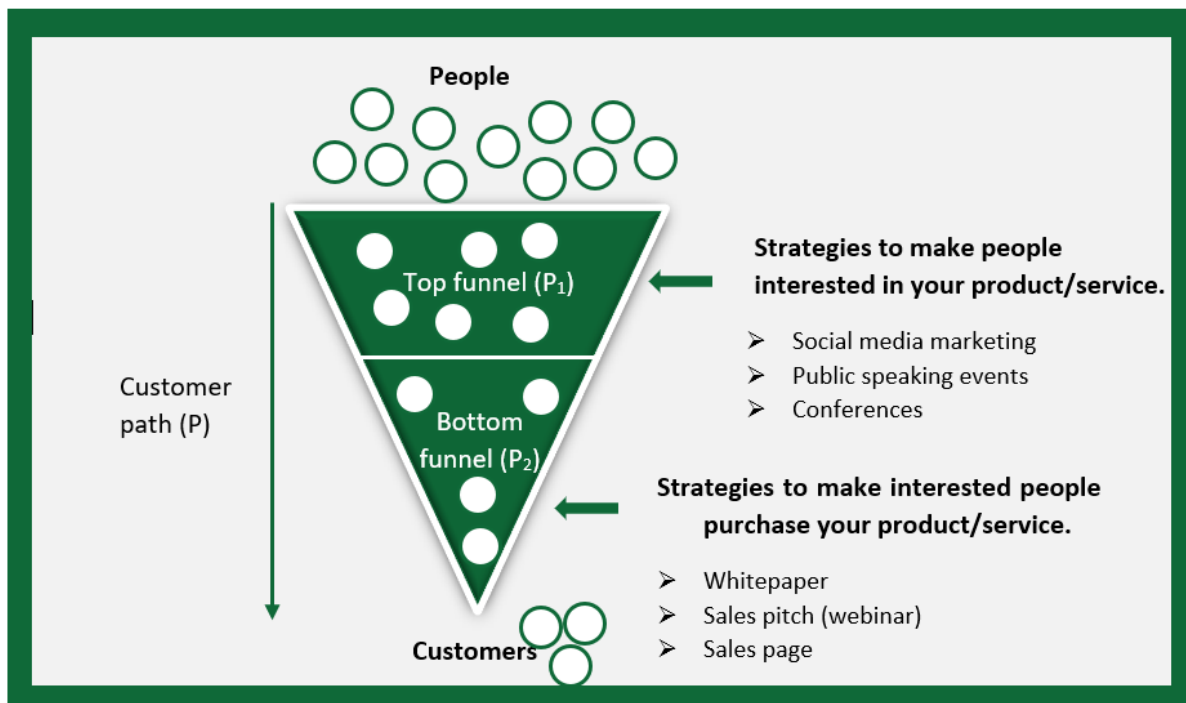 People
Top funnel (P₁)
Strategies to make people
interested in your product/service.
➢ Social media marketing
➢ Public speaking events
➢ Conferences
Customer
path (P)
Bottom
funnel (P₂)
Strategies to make interested people
purchase your product/service.
➢ Whitepaper
➢ Sales pitch (webinar)
➢ Sales page
Customers